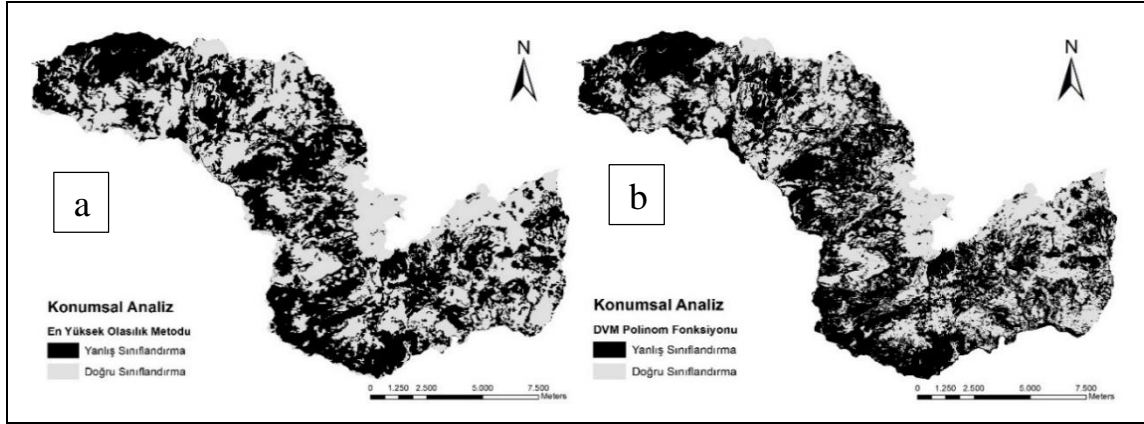 N
a
Konumsal Analiz
En Yüksek Olasılık Metodu
Yanlış Sınıflandırma
Doğru Sınıflandırma
0 1.250 2.500 5.000 7.500
Meters
N
b
Konumsal Analiz
DVM Polinom Fonksiyonu
Yanlış Sınıflandırma
Doğru Sınıflandırma
0 1.250 2.500 5.000 7.500
Meters